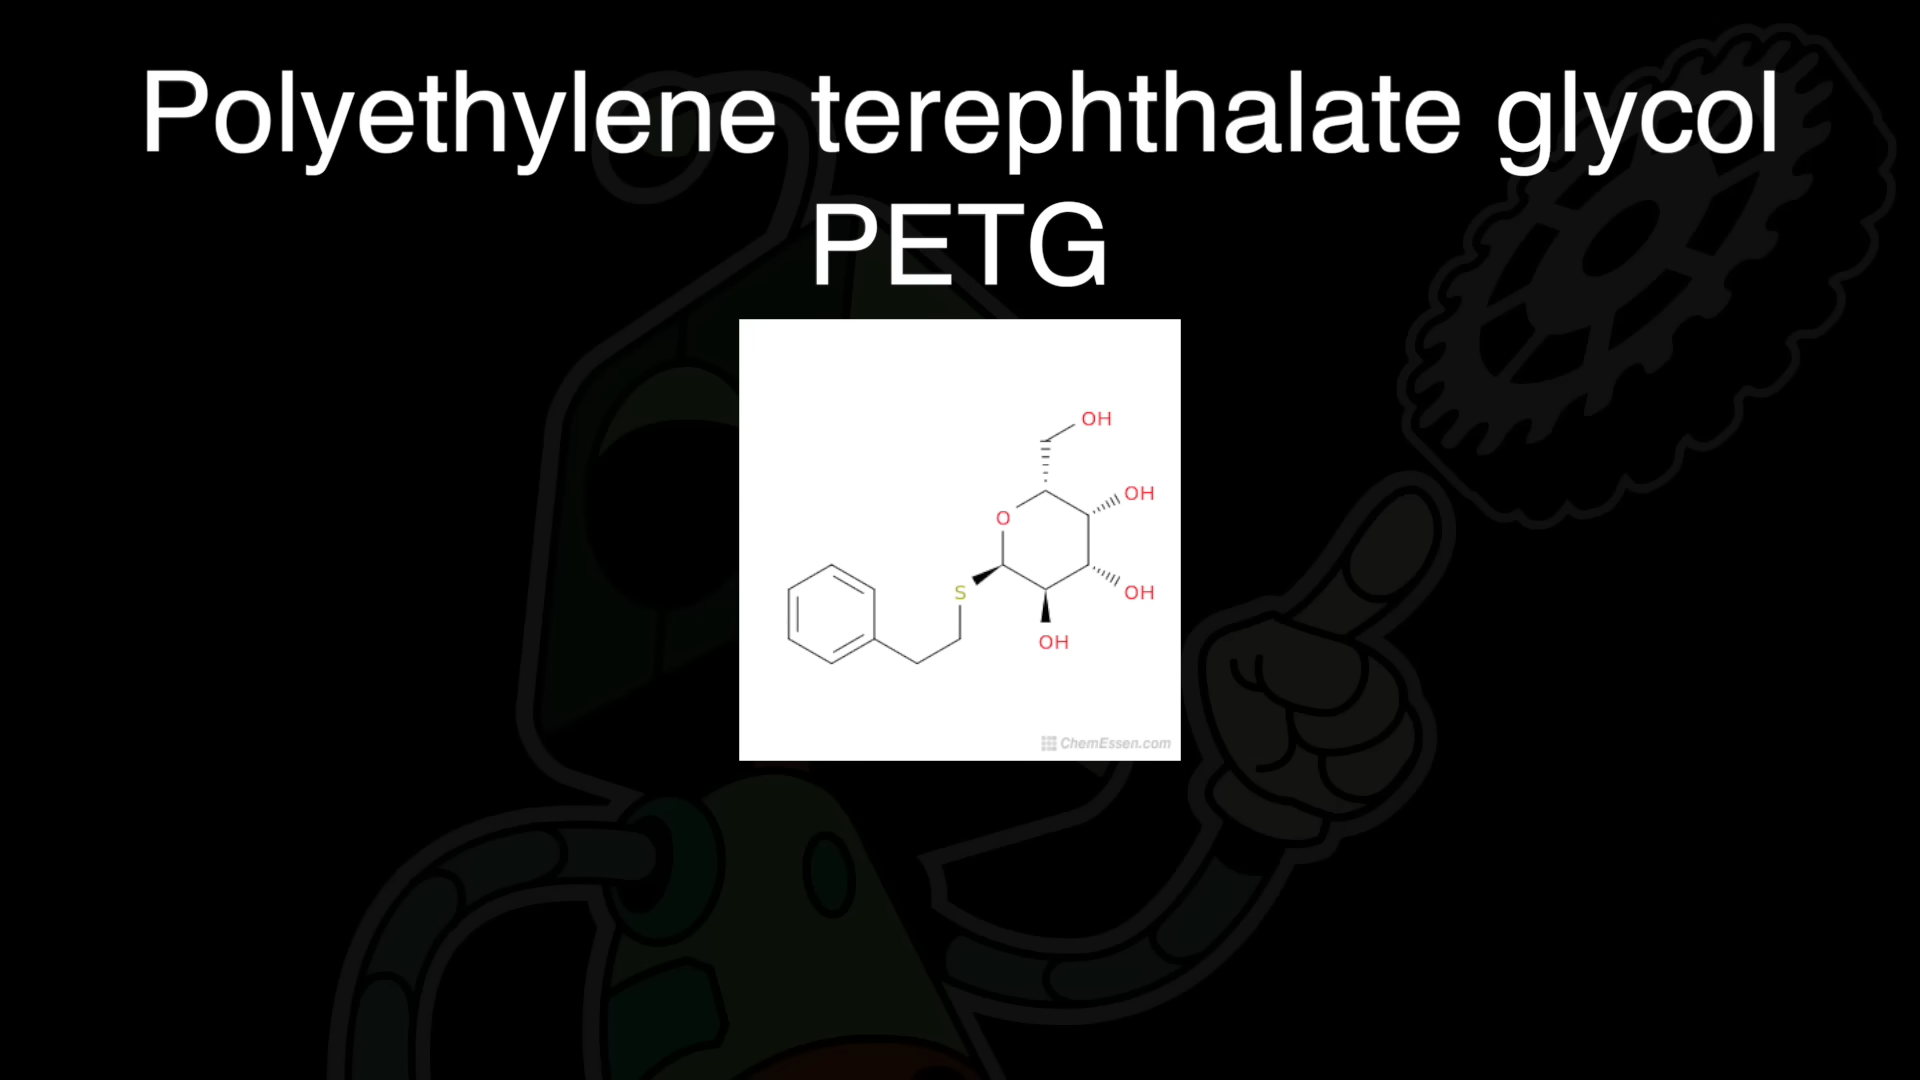 Polyethylene terephthalate glycol
PETG
OH
OH
O
OH
S
OH
ChemEssen.com